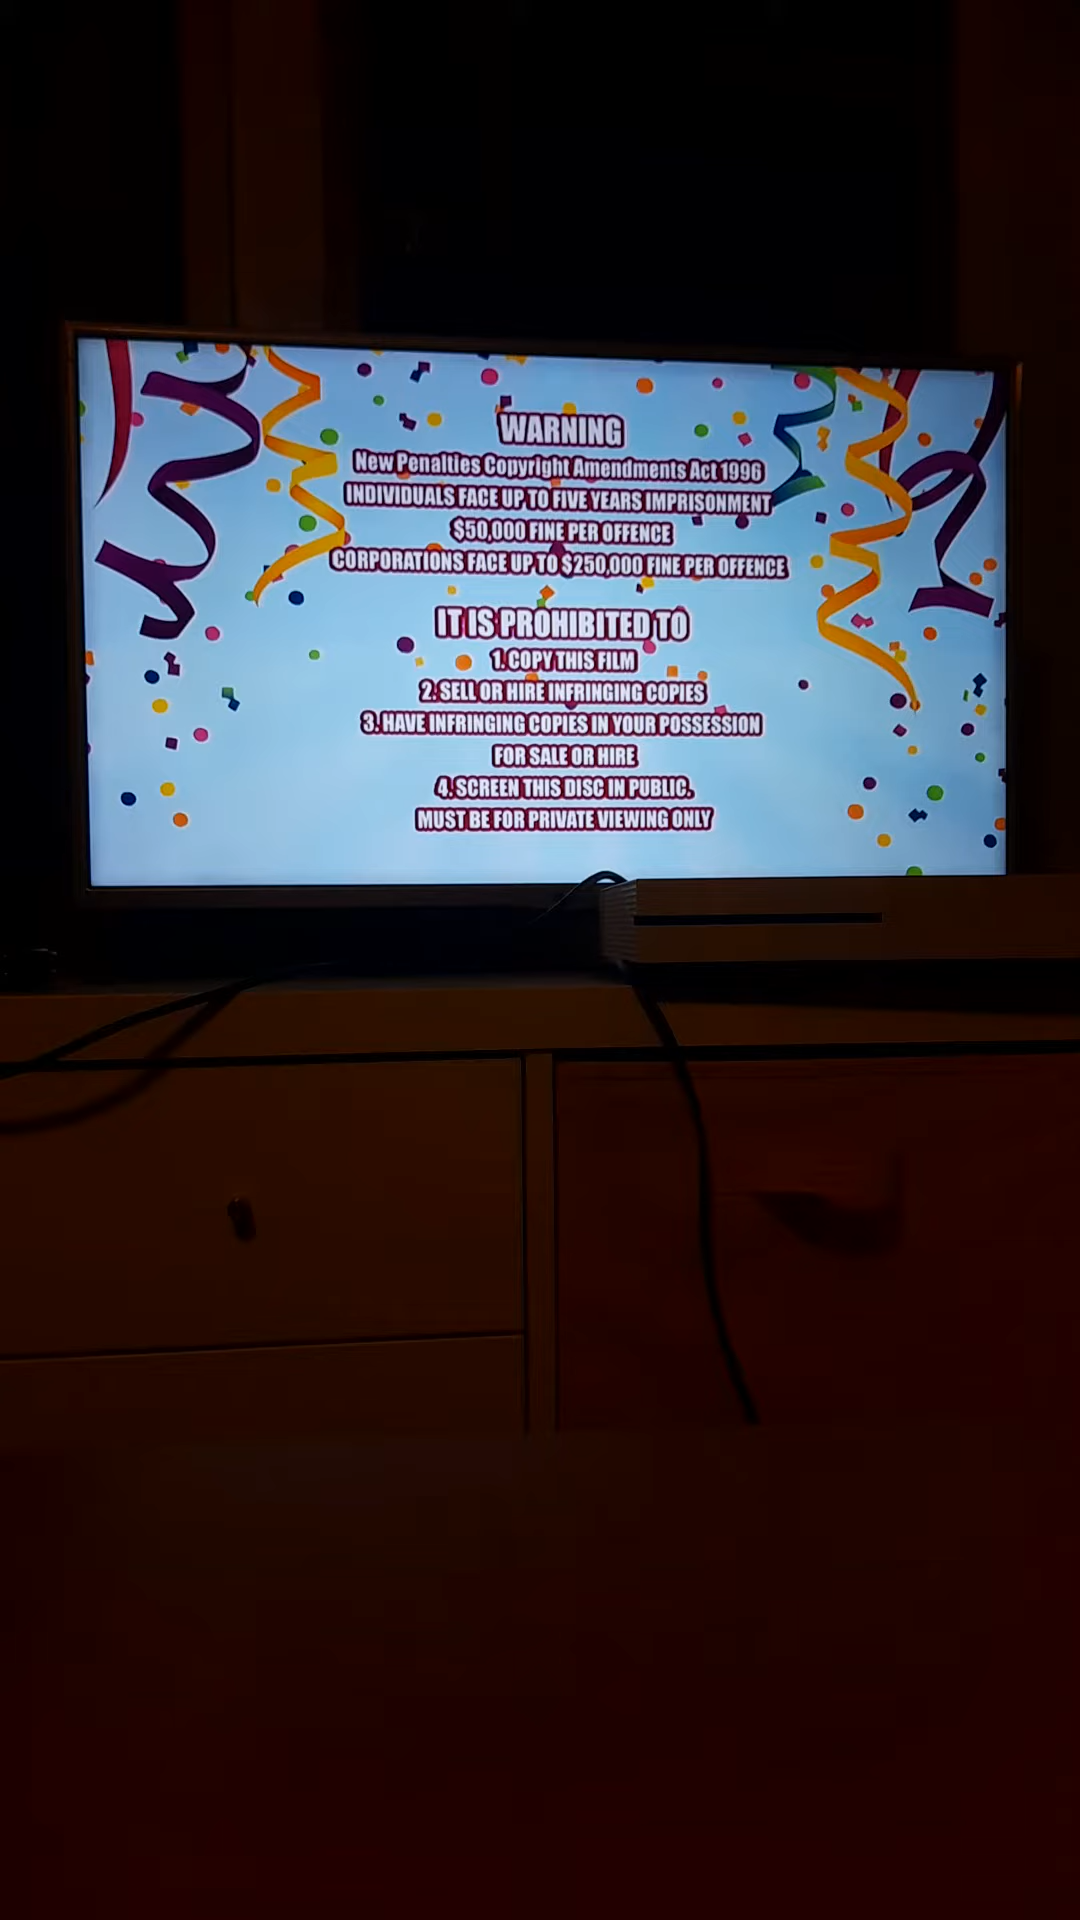 WARNING
New Penalties Copyright Amendments Act 1996
INDIVIDUALS FACE UP TO FIVE YEARS IMPRISONMENT
$50,000 FINE PER OFFENCE
CORPORATIONS FACE UP TO $250,000 FINE PER OFFENCE
IT IS PROHIBITED TO
1. COPY THIS FILM
2. SELL OR HIRE INFRINGING COPIES
3. HAVE INFRINGING COPIES IN YOUR POSSESSION
FOR SALE OR HIRE
4. SCREEN THIS DISC IN PUBLIC.
MUST BE FOR PRIVATE VIEWING ONLY